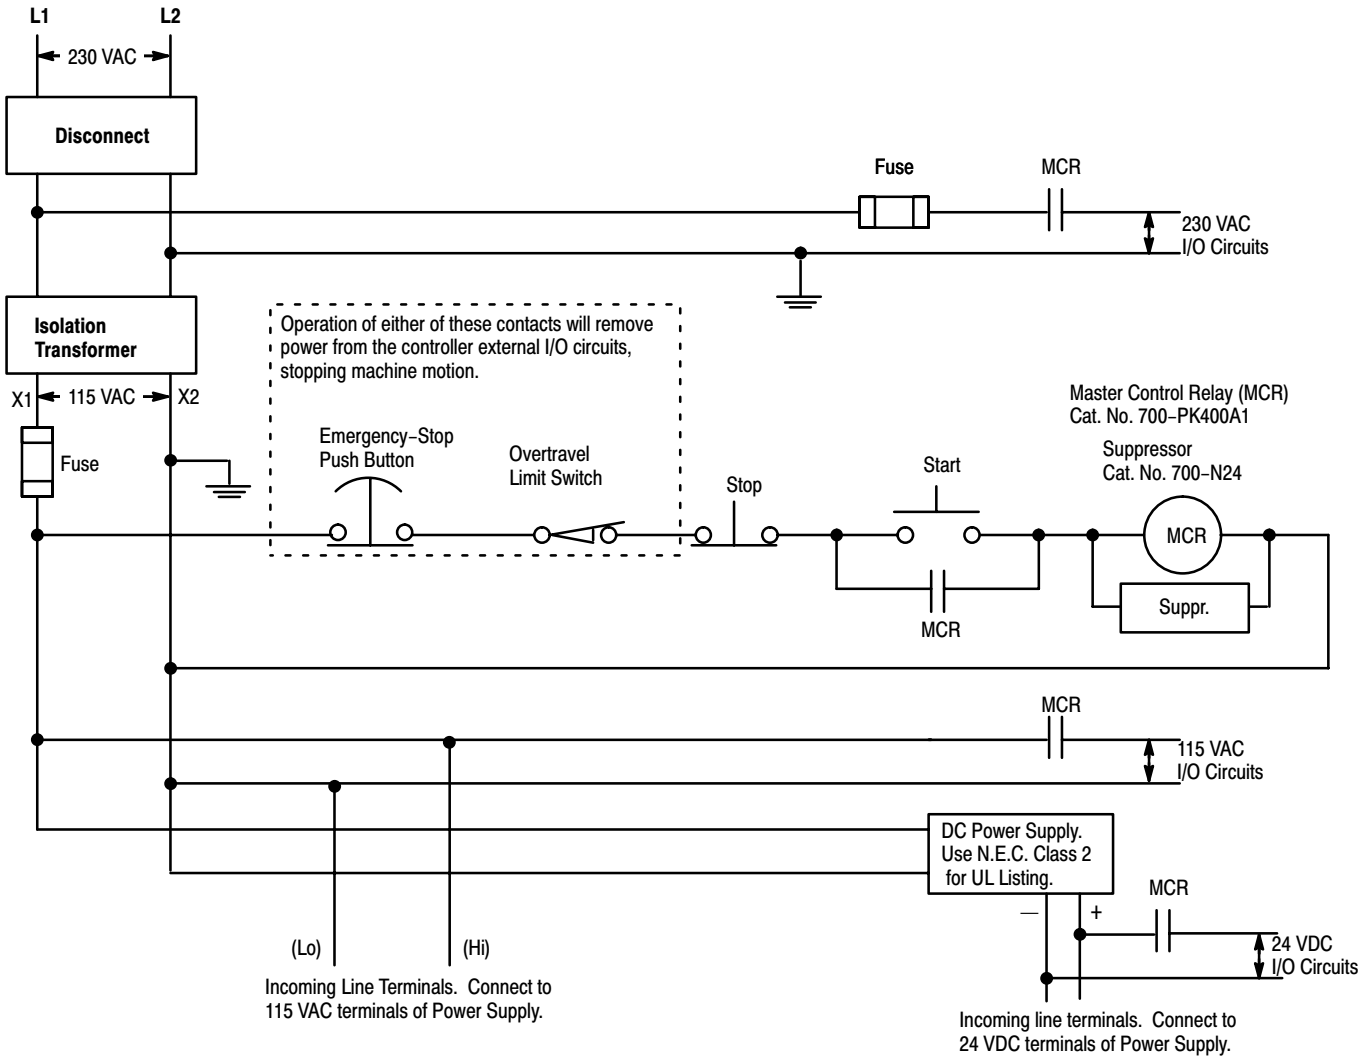 L1
L2
230 VAC
Disconnect
Fuse
MCR
230 VAC
I/O Circuits
Isolation
Transformer
Operation of either of these contacts will remove
power from the controller external I/O circuits,
stopping machine motion.
X1
115 VAC
X2
Master Control Relay (MCR)
Cat. No. 700–PK400A1
Emergency–Stop
Push Button
Overtravel
Limit Switch
Suppressor
Cat. No. 700–N24
Fuse
Stop
Start
MCR
Suppr.
MCR
MCR
115 VAC
I/O Circuits
DC Power Supply.
Use N.E.C. Class 2
for UL Listing.
MCR
— +
(Lo)
(Hi)
24 VDC
I/O Circuits
Incoming Line Terminals. Connect to
115 VAC terminals of Power Supply.
Incoming line terminals. Connect to
24 VDC terminals of Power Supply.